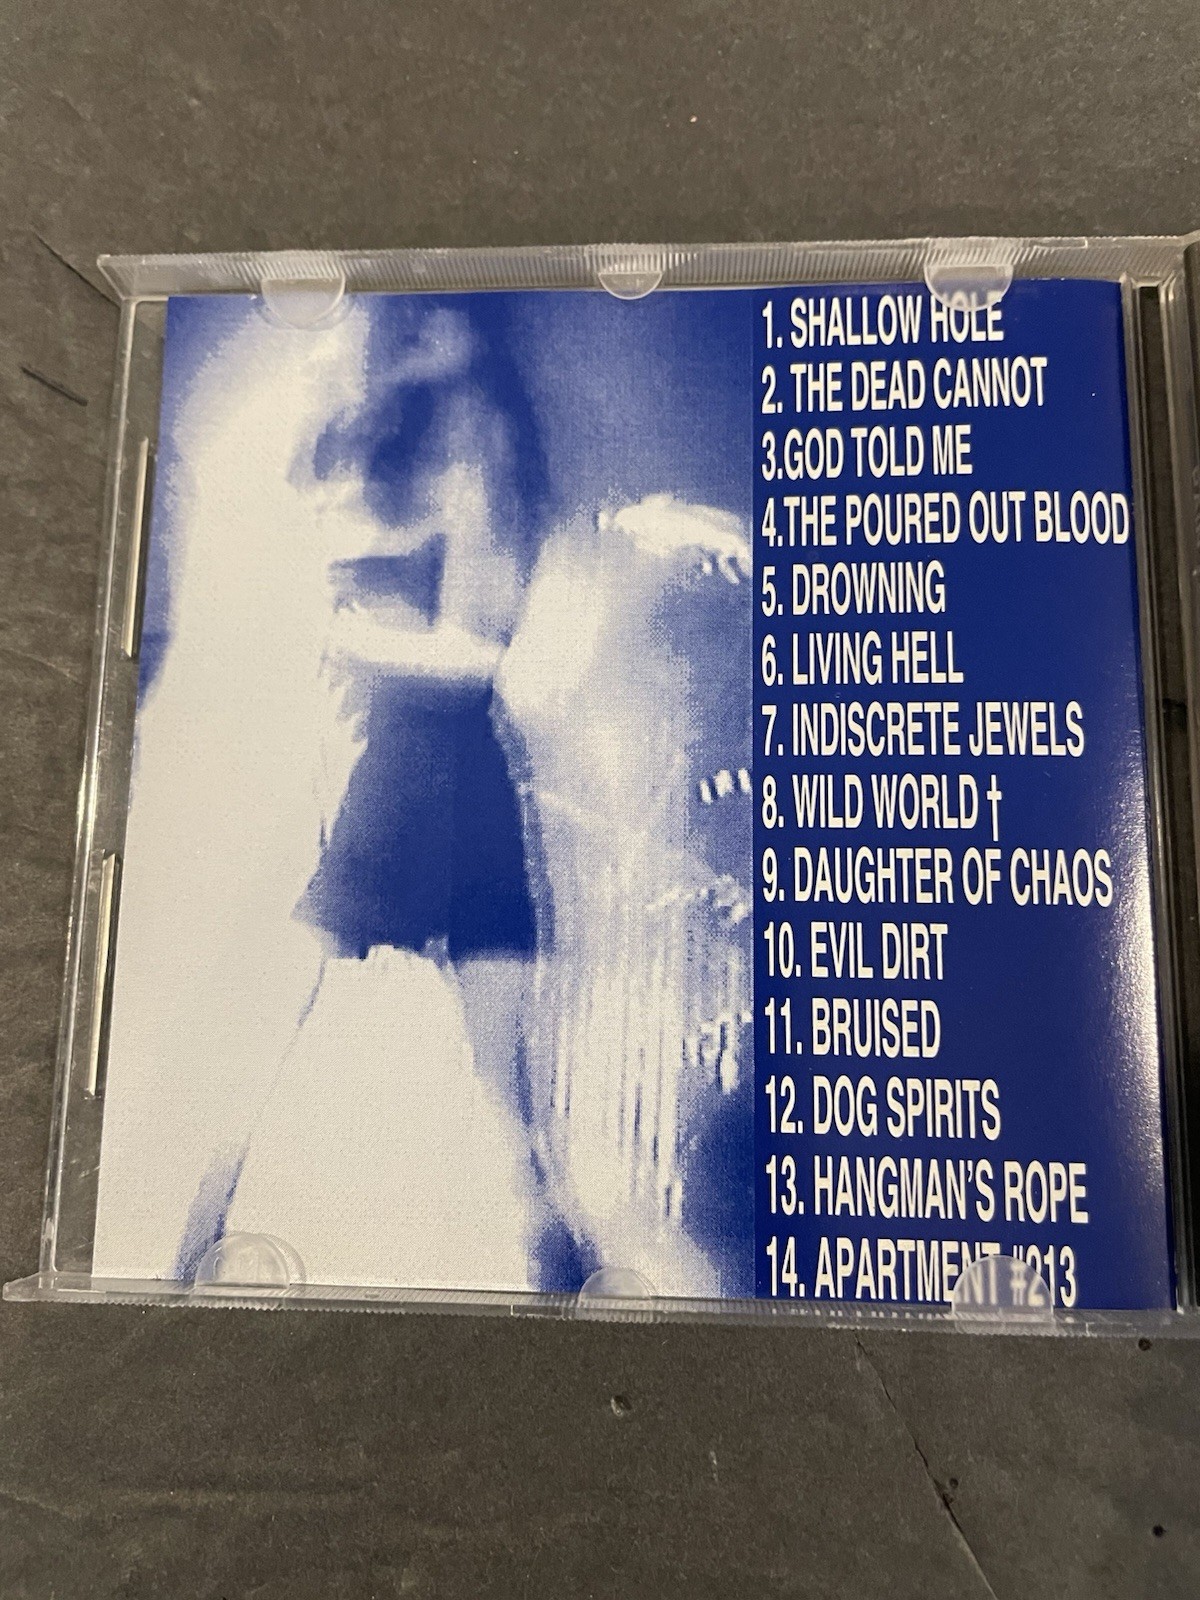 1. SHALLOW HOLE
2. THE DEAD CANNOT
3.GOD TOLD ME
4.THE POURED OUT BLOOD
5. DROWNING
6. LIVING HELL
7. INDISCRETE JEWELS
8. WILD WORLD †
9. DAUGHTER OF CHAOS
10. EVIL DIRT
11. BRUISED
12. DOG SPIRITS
13. HANGMAN'S ROPE
14. APARTMENT #213